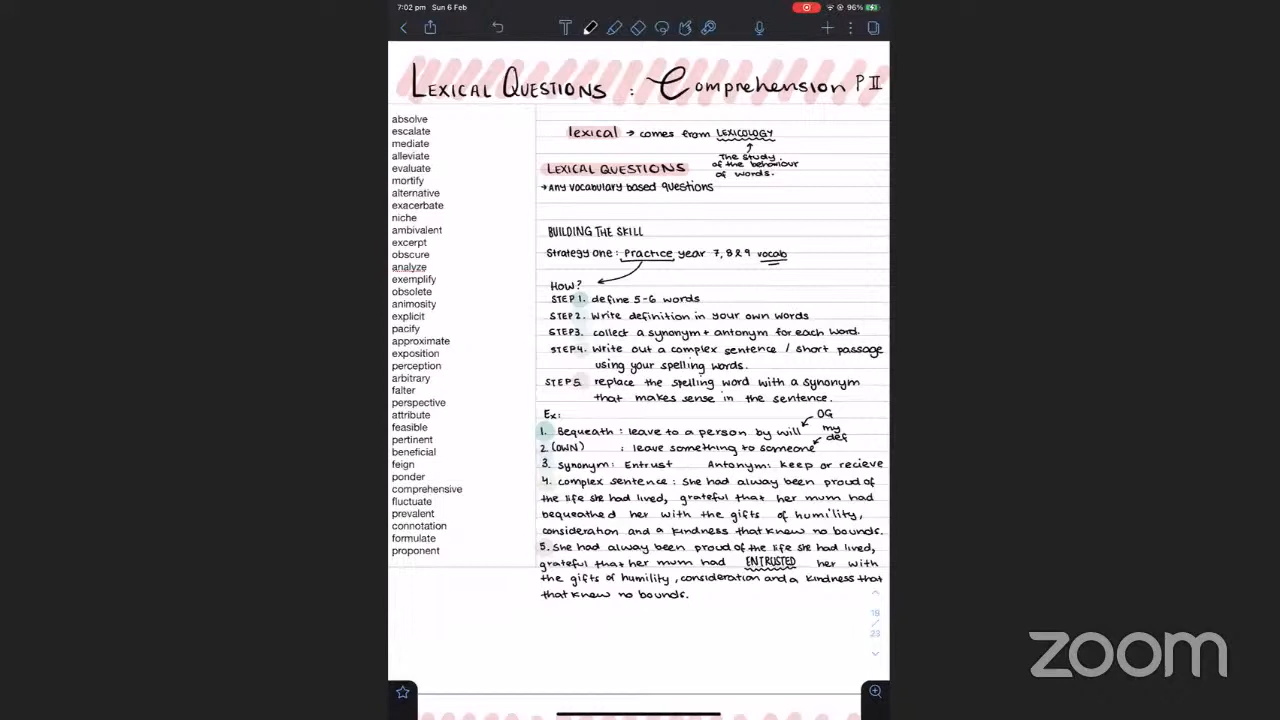 7:02 pm Sun 6 Feb
96%
LEXICAL QUESTIONS : Comprehension P II
absolve
escalate
mediate
alleviate
evaluate
mortify
alternative
exacerbate
niche
ambivalent
excerpt
obscure
analyze
exemplify
obsolete
animosity
explicit
pacify
approximate
exposition
perception
arbitrary
falter
perspective
attribute
feasible
pertinent
beneficial
feign
ponder
comprehensive
fluctuate
prevalent
connotation
formulate
proponent
lexical → comes from LEXICOLOGY
↑
The study
of the behaviour
of words.
LEXICAL QUESTIONS
→ Any vocabulary based questions
BUILDING THE SKILL
Strategy one : Practice year 7, 8 & 9 vocab
How?
STEP 1. define 5-6 words
STEP 2. Write definition in your own words
STEP 3. collect a synonym + antonym for each word.
STEP 4. Write out a complex sentence / short passage
using your spelling words.
STEP 5. replace the spelling word with a synonym
that makes sense in the sentence.
Ex:
OG
1. Bequeath : leave to a person by will
my
def
2. (OWN) : leave something to someone
3. synonym: Entrust Antonym: keep or recieve
4. complex sentence : She had alway been proud of
the life she had lived, grateful that her mum had
bequeathed her with the gifts of humility,
consideration and a kindness that knew no bounds.
5. She had alway been proud of the life she had lived,
grateful that her mum had ENTRUSTED her with
the gifts of humility, consideration and a kindness that
that knew no bounds.
18
/
23
zoom